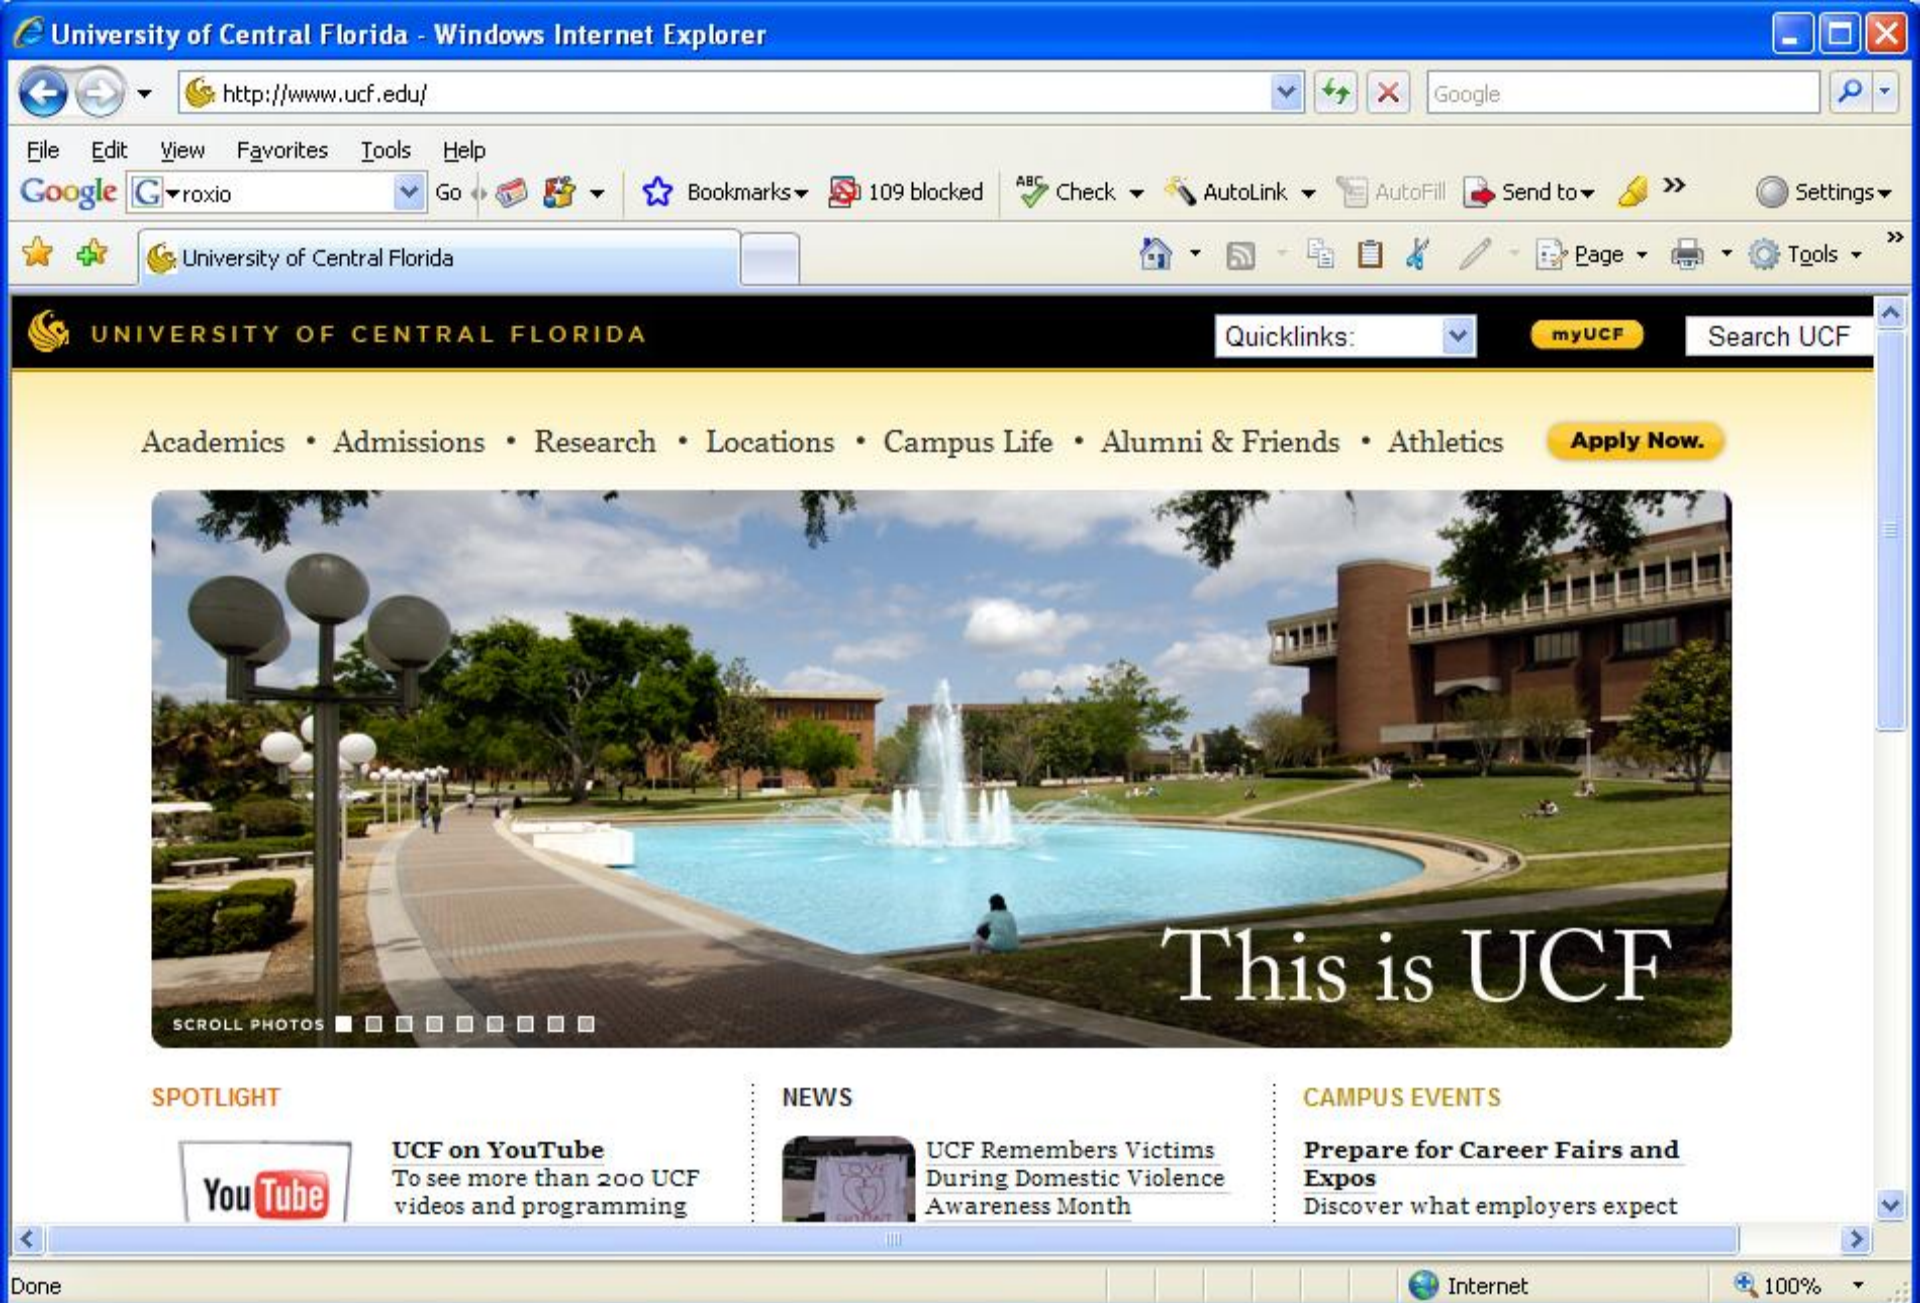 University of Central Florida - Windows Internet Explorer
http://www.ucf.edu/
Google
File Edit View Favorites Tools Help
Google G roxio Go Bookmarks 109 blocked ABC Check AutoLink AutoFill Send to » Settings
University of Central Florida Page Tools »
UNIVERSITY OF CENTRAL FLORIDA Quicklinks: myUCF Search UCF
Academics • Admissions • Research • Locations • Campus Life • Alumni & Friends • Athletics Apply Now.
This is UCF
SCROLL PHOTOS
SPOTLIGHT
You Tube
UCF on YouTube
To see more than 200 UCF
videos and programming
NEWS
LOVE
UCF Remembers Victims
During Domestic Violence
Awareness Month
CAMPUS EVENTS
Prepare for Career Fairs and
Expos
Discover what employers expect
Done Internet 100%